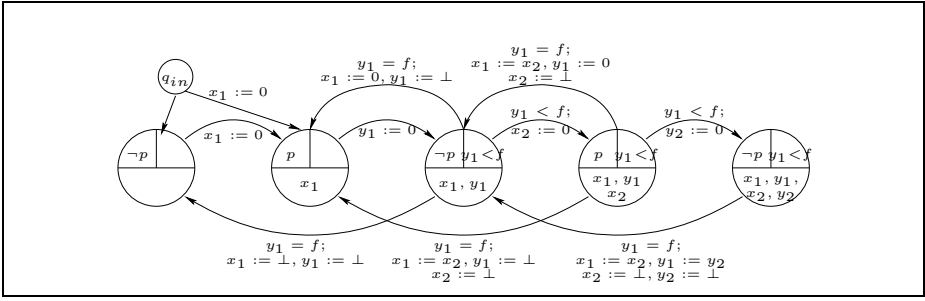 y₁ = f;
x₁ := x₂, y₁ := 0
x₂ := ⊥
y₁ = f;
x₁ := 0, y₁ := ⊥
q_in
x₁ := 0
x₁ := 0
y₁ := 0
y₁ < f;
x₂ := 0
y₁ < f;
y₂ := 0
¬p
p
¬p y₁<f
p y₁<f
¬p y₁<f
x₁
x₁, y₁
x₁, y₁
x₂
x₁, y₁,
x₂, y₂
y₁ = f;
x₁ := ⊥, y₁ := ⊥
y₁ = f;
x₁ := x₂, y₁ := ⊥
x₂ := ⊥
y₁ = f;
x₁ := x₂, y₁ := y₂
x₂ := ⊥, y₂ := ⊥